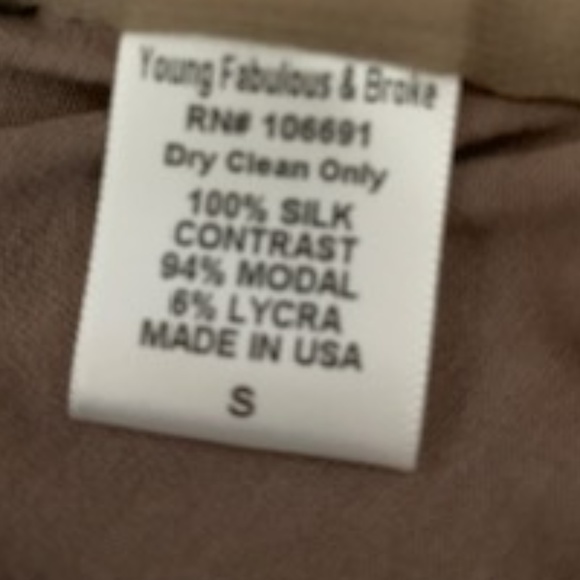 Young Fabulous & Broke
RN# 106691
Dry Clean Only
100% SILK
CONTRAST
94% MODAL
6% LYCRA
MADE IN USA
S